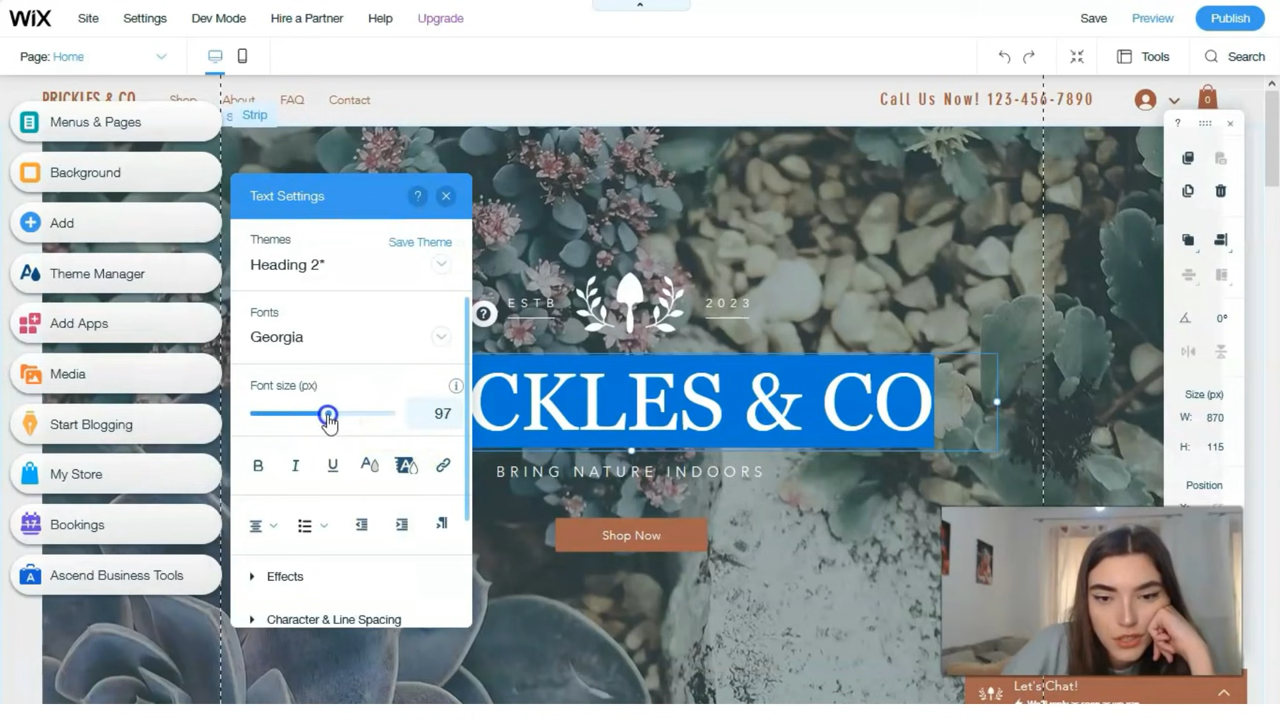 WiX Site Settings Dev Mode Hire a Partner Help Upgrade Save Preview Publish
Page: Home Tools Search
PRICKLES & CO Shop About FAQ Contact Call Us Now! 123-456-7890 0
Strip
Menus & Pages
Background
Add
Theme Manager
Add Apps
Media
Start Blogging
My Store
17 Bookings
Ascend Business Tools
Text Settings ? ×
Themes Save Theme
Heading 2*
Fonts
Georgia
Font size (px)
97
B I U A A
Effects
Character & Line Spacing
ESTB 2023
?
CKLES & CO
BRING NATURE INDOORS
Shop Now
? ×
0°
Size (px)
W: 870
H: 115
Position
Let's Chat!